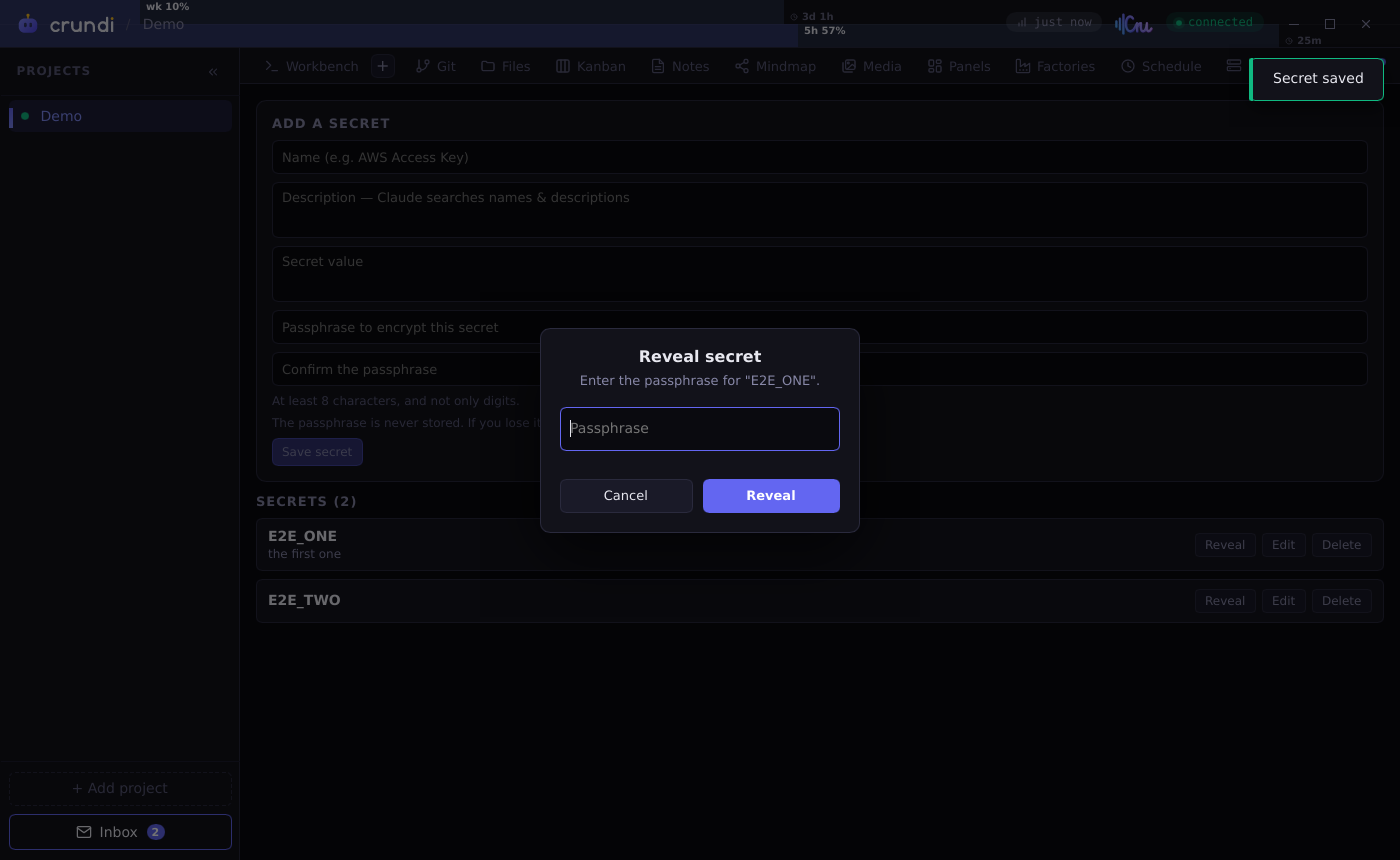 wk 10%
crundi / Demo
3d 1h
5h 57%
just now
Cru
connected
25m
PROJECTS «
Workbench + Git Files Kanban Notes Mindmap Media Panels Factories Schedule
Secret saved
Demo
ADD A SECRET
Name (e.g. AWS Access Key)
Description — Claude searches names & descriptions
Secret value
Passphrase to encrypt this secret
Confirm the passphrase
At least 8 characters, and not only digits.
The passphrase is never stored. If you lose
Save secret
Reveal secret
Enter the passphrase for "E2E_ONE".
Passphrase
Cancel Reveal
SECRETS (2)
E2E_ONE
the first one
Reveal Edit Delete
E2E_TWO
Reveal Edit Delete
+ Add project
Inbox 2